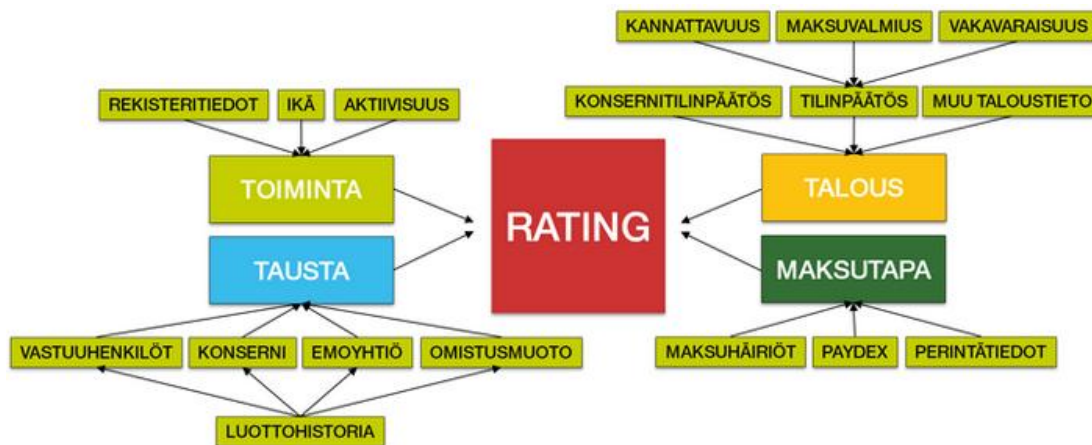 KANNATTAVUUS MAKSUVALMIUS VAKAVARAISUUS
REKISTERITIEDOT IKÄ AKTIIVISUUS
KONSERNITILINPÄÄTÖS TILINPÄÄTÖS MUU TALOUSTIETO
TOIMINTA
RATING
TALOUS
TAUSTA
MAKSUTAPA
VASTUUHENKILÖT KONSERNI EMOYHTIÖ OMISTUSMUOTO
MAKSUHÄIRIÖT PAYDEX PERINTÄTIEDOT
LUOTTOHISTORIA